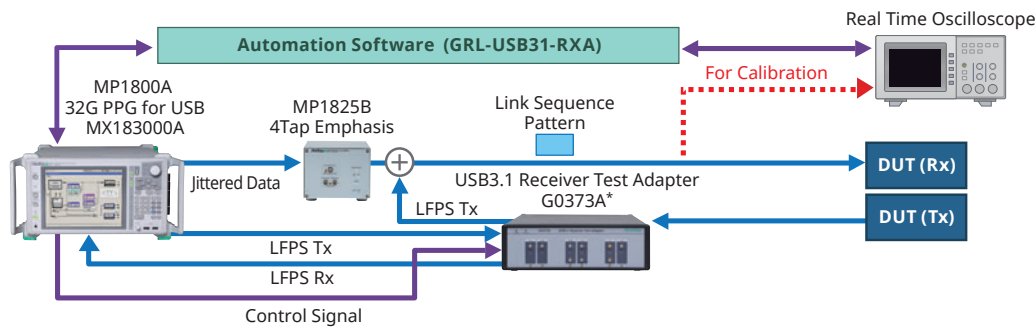 Real Time Oscilloscope
Automation Software (GRL-USB31-RXA)
For Calibration
MP1800A
32G PPG for USB
MX183000A
MP1825B
4Tap Emphasis
Link Sequence
Pattern
Jittered Data
DUT (Rx)
USB3.1 Receiver Test Adapter
G0373A*
LFPS Tx
DUT (Tx)
LFPS Tx
LFPS Rx
Control Signal